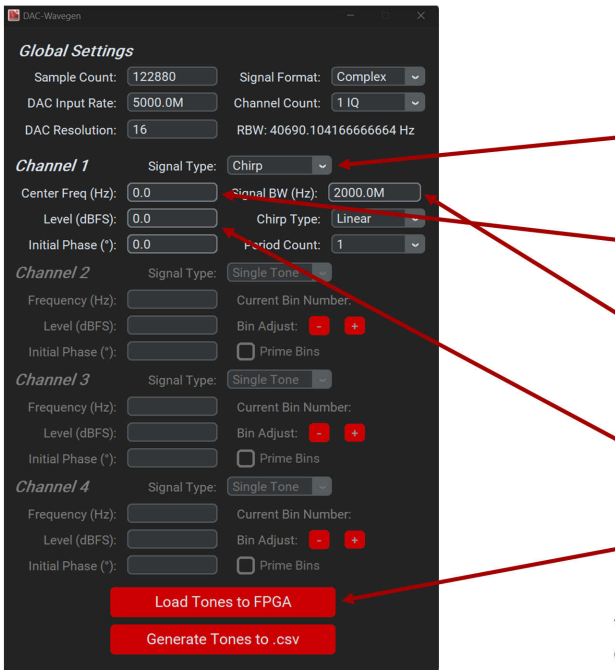 DAC-Wavegen
Global Settings
Sample Count: 122880 Signal Format: Complex
DAC Input Rate: 5000.0M Channel Count: 1 IQ
DAC Resolution: 16 RBW: 40690.104166666664 Hz
Channel 1 Signal Type: Chirp
Center Freq (Hz): 0.0 Signal BW (Hz): 2000.0M
Level (dBFS): 0.0 Chirp Type: Linear
Initial Phase (°): 0.0 Period Count: 1
Channel 2 Signal Type: Single Tone
Frequency (Hz): Current Bin Number:
Level (dBFS): Bin Adjust: - +
Initial Phase (°): Prime Bins
Channel 3 Signal Type: Single Tone
Frequency (Hz): Current Bin Number:
Level (dBFS): Bin Adjust: - +
Initial Phase (°): Prime Bins
Channel 4 Signal Type: Single Tone
Frequency (Hz): Current Bin Number:
Level (dBFS): Bin Adjust: - +
Initial Phase (°): Prime Bins
Load Tones to FPGA
Generate Tones to .csv